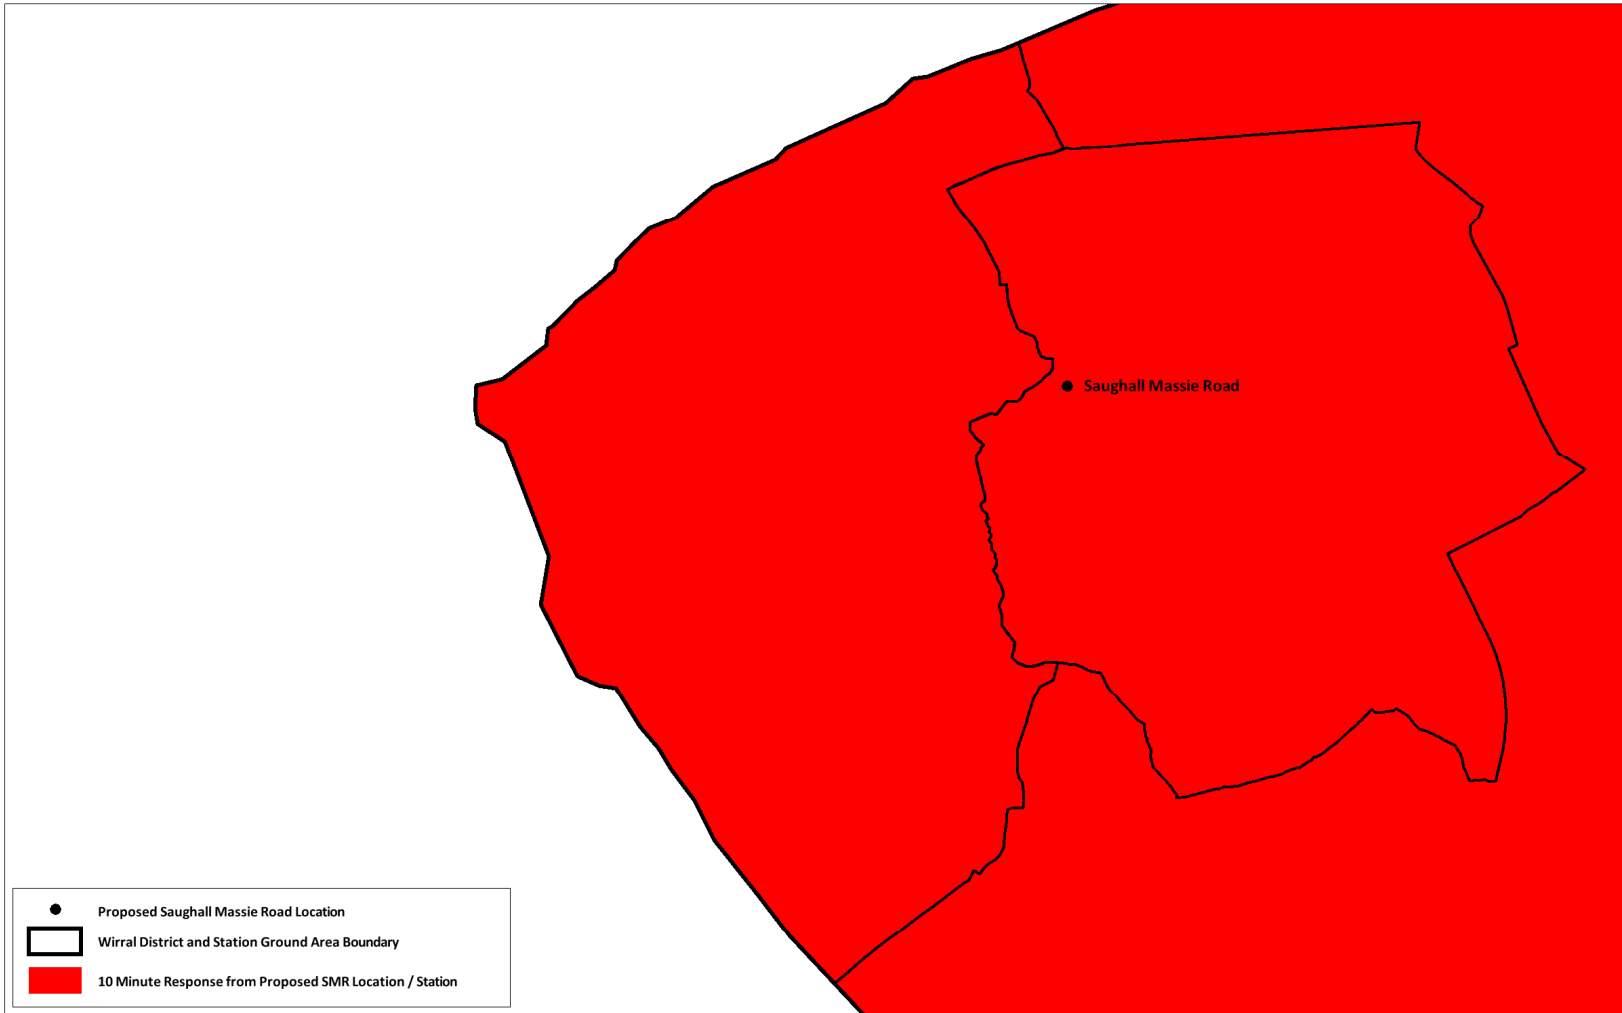 Saughall Massie Road
Proposed Saughall Massie Road Location
Wirral District and Station Ground Area Boundary
10 Minute Response from Proposed SMR Location / Station